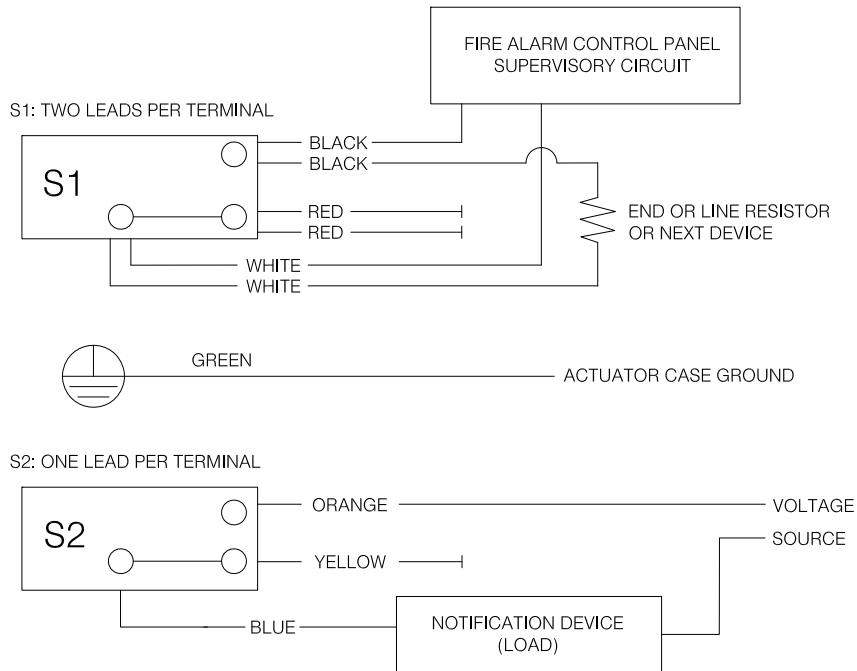 FIRE ALARM CONTROL PANEL
SUPERVISORY CIRCUIT
S1: TWO LEADS PER TERMINAL
S1
BLACK
BLACK
RED
RED
WHITE
WHITE
END OR LINE RESISTOR
OR NEXT DEVICE
GREEN
ACTUATOR CASE GROUND
S2: ONE LEAD PER TERMINAL
S2
ORANGE
YELLOW
BLUE
VOLTAGE
SOURCE
NOTIFICATION DEVICE
(LOAD)